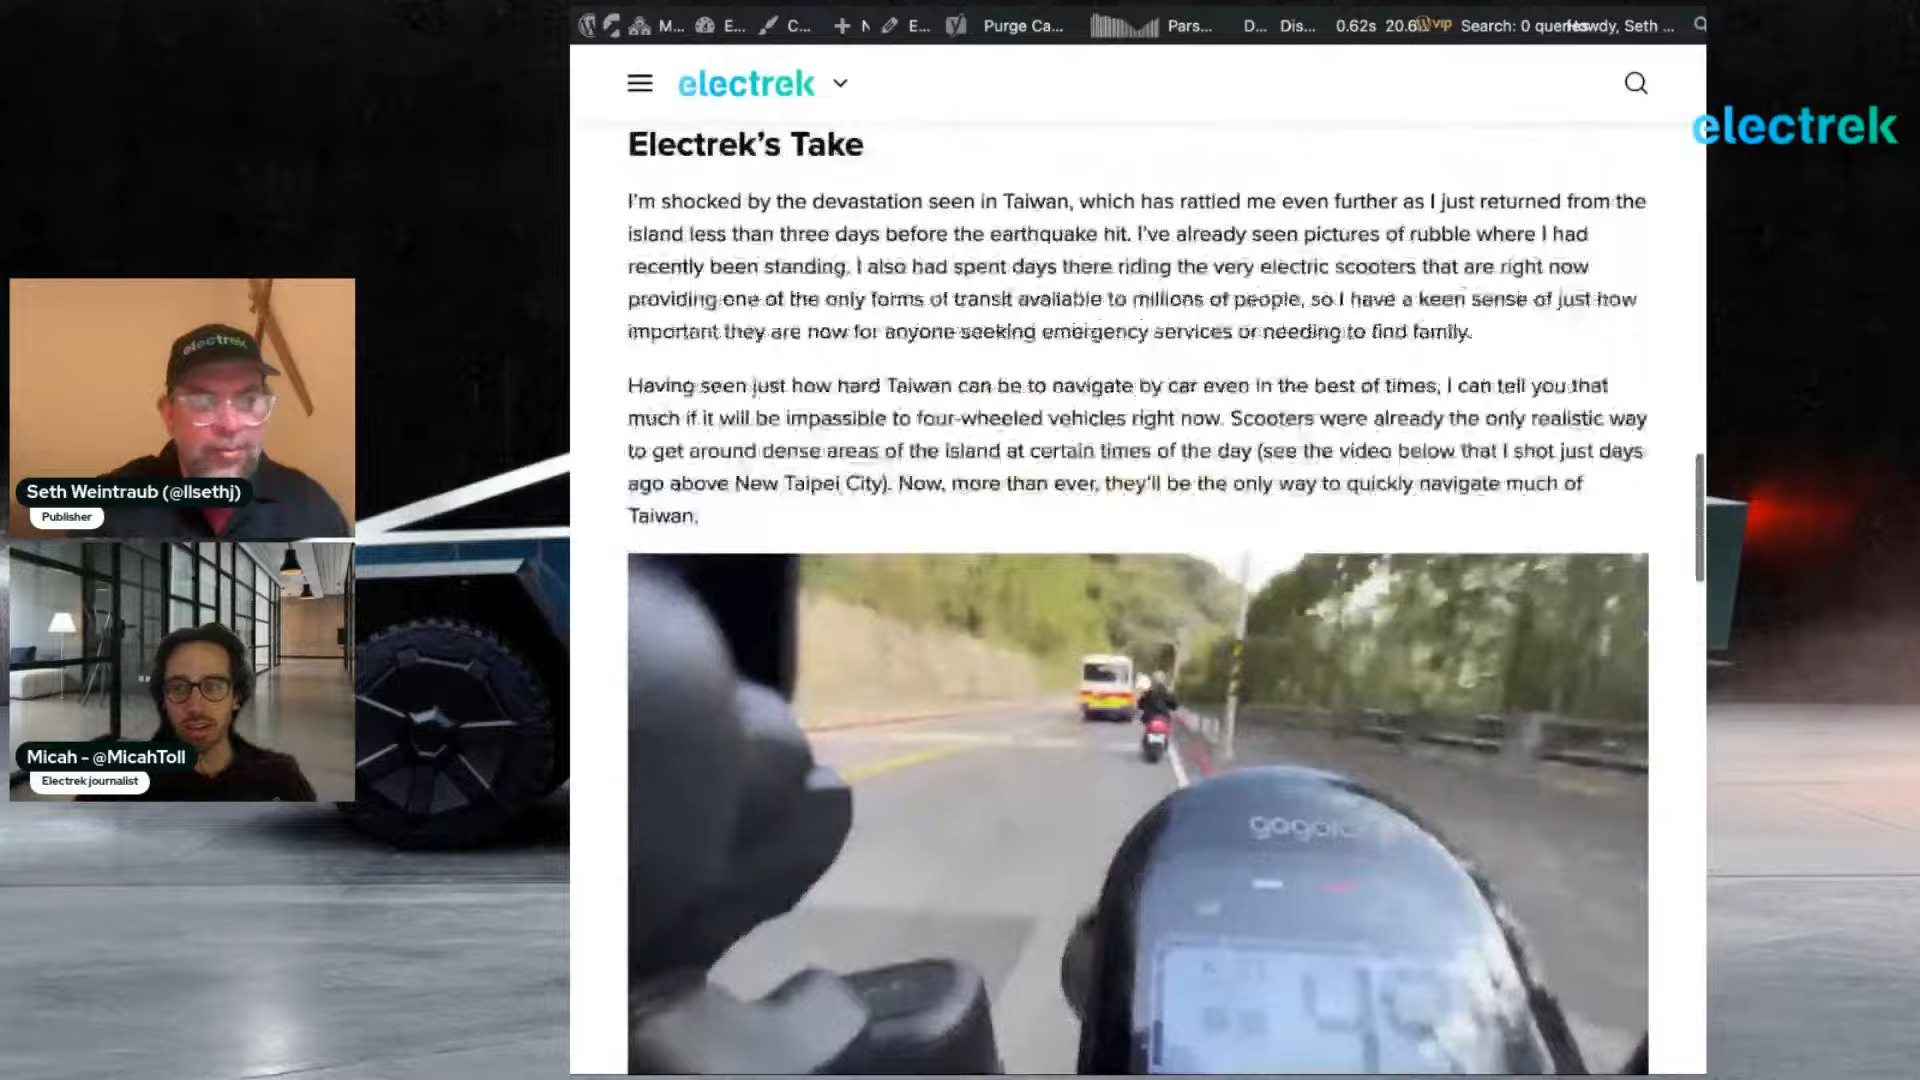 M... E... C... N E... Purge Ca... Pars... D... Dis... 0.62s 20.6 vip Search: 0 queries Howdy, Seth ...
electrek
electrek
Electrek's Take
I'm shocked by the devastation seen in Taiwan, which has rattled me even further as I just returned from the
island less than three days before the earthquake hit. I've already seen pictures of rubble where I had
recently been standing. I also had spent days there riding the very electric scooters that are right now
providing one of the only forms of transit available to millions of people, so I have a keen sense of just how
important they are now for anyone seeking emergency services or needing to find family.
Having seen just how hard Taiwan can be to navigate by car even in the best of times, I can tell you that
much if it will be impassible to four-wheeled vehicles right now. Scooters were already the only realistic way
to get around dense areas of the island at certain times of the day (see the video below that I shot just days
ago above New Taipei City). Now, more than ever, they'll be the only way to quickly navigate much of
Taiwan.
electrek
Seth Weintraub (@llsethj)
Publisher
Micah - @MicahToll
Electrek journalist
gogoro